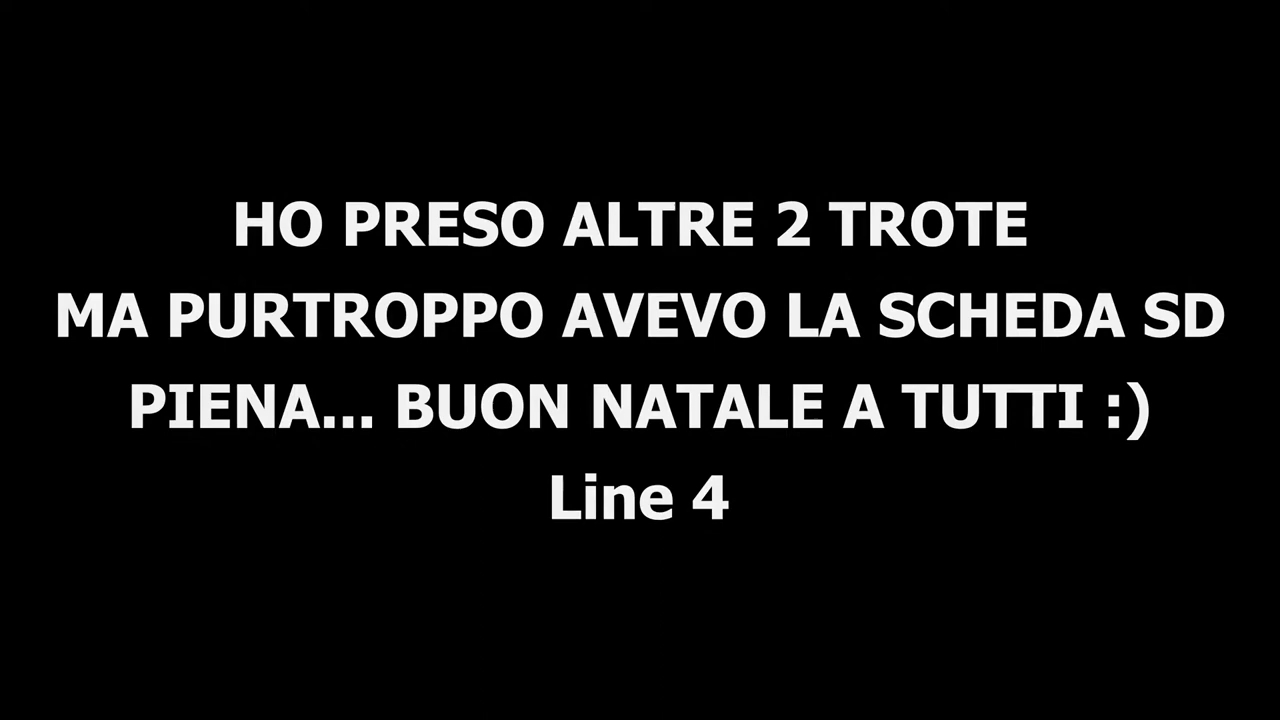 HO PRESO ALTRE 2 TROTE
MA PURTROPPO AVEVO LA SCHEDA SD
PIENA... BUON NATALE A TUTTI :)
Line 4